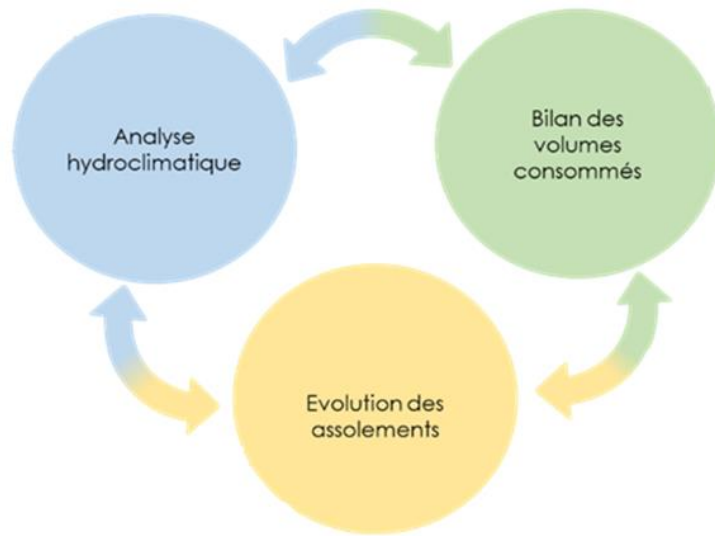 Analyse
hydroclimatique
Bilan des
volumes
consommés
Evolution des
assolements